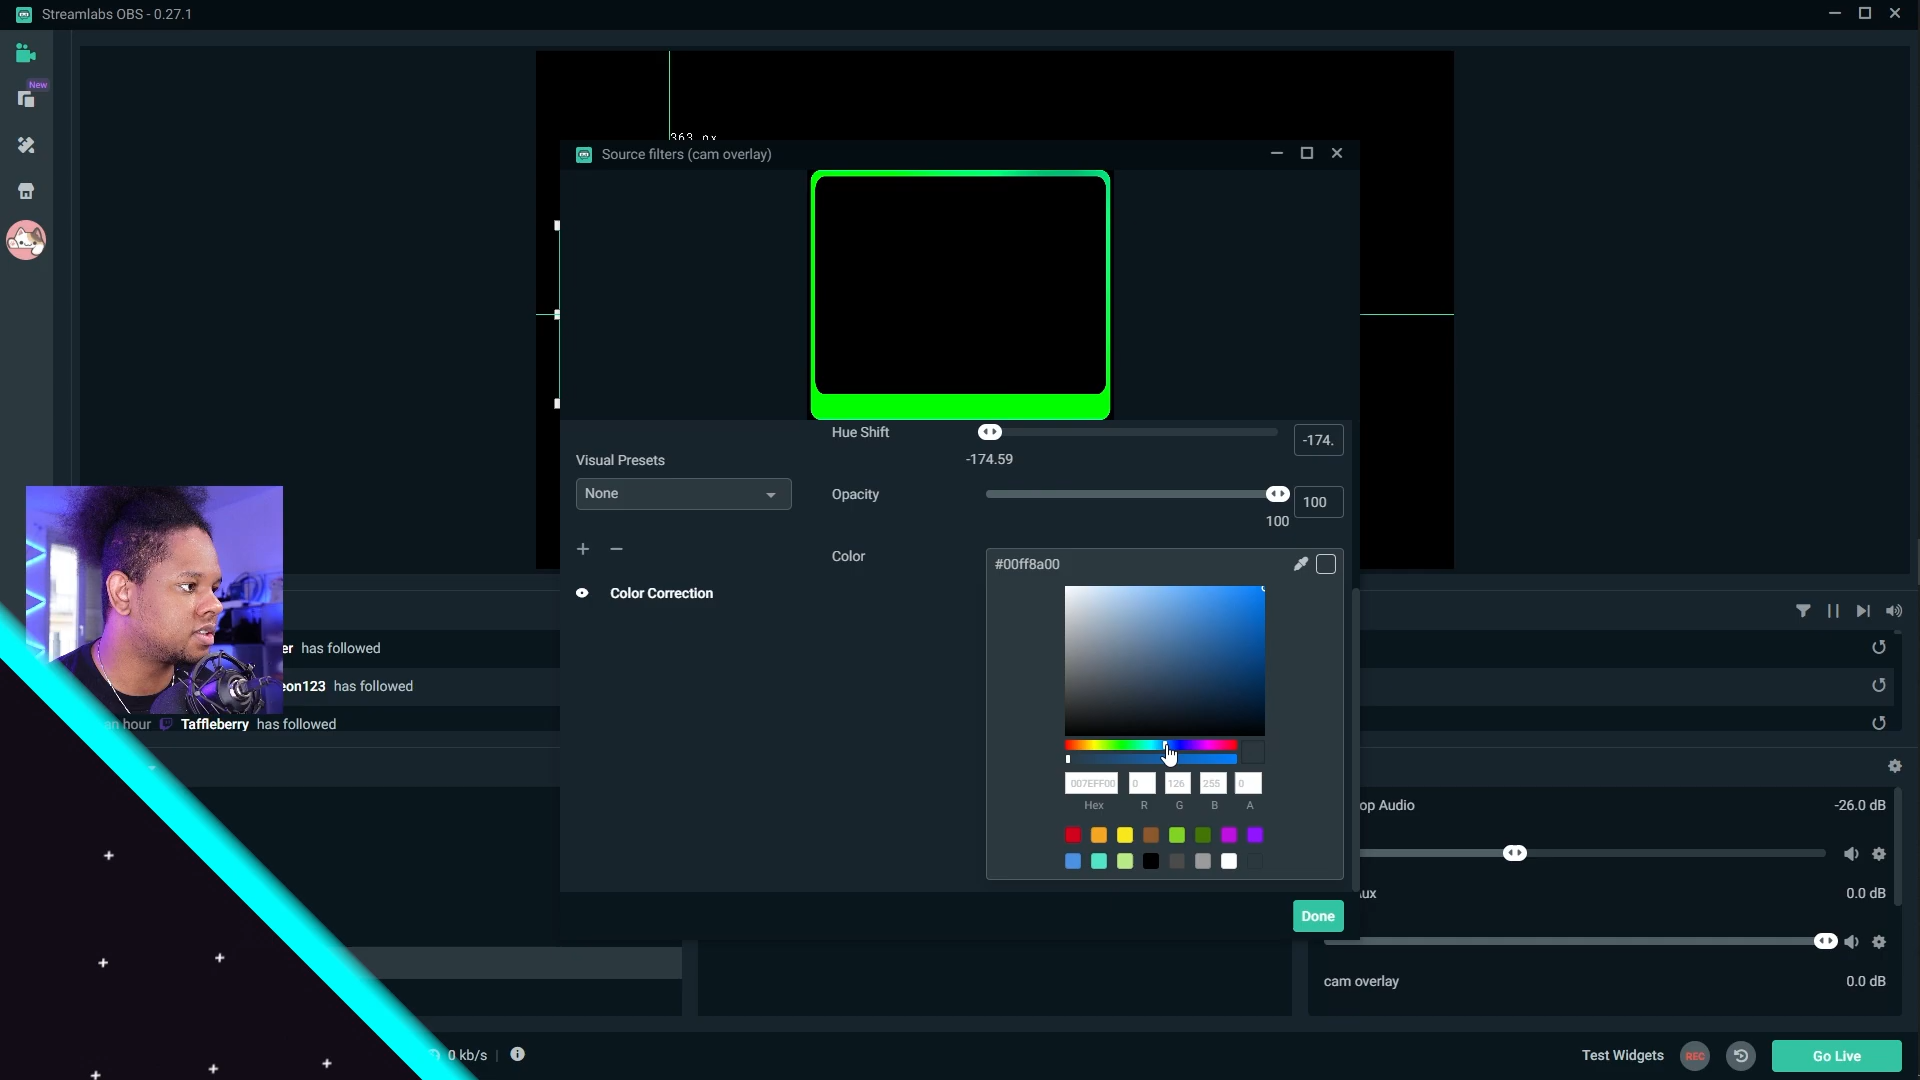 Streamlabs OBS - 0.27.1
New
363 px
Source filters (cam overlay)
Hue Shift
-174.
-174.59
Visual Presets
None
Opacity
100
100
Color
#00ff8a00
Color Correction
007EFF00
0
126
255
0
Hex
R
G
B
A
Done
er has followed
eon123 has followed
an hour Taffleberry has followed
op Audio
-26.0 dB
ux
0.0 dB
cam overlay
0.0 dB
0 kb/s
Test Widgets
REC
Go Live